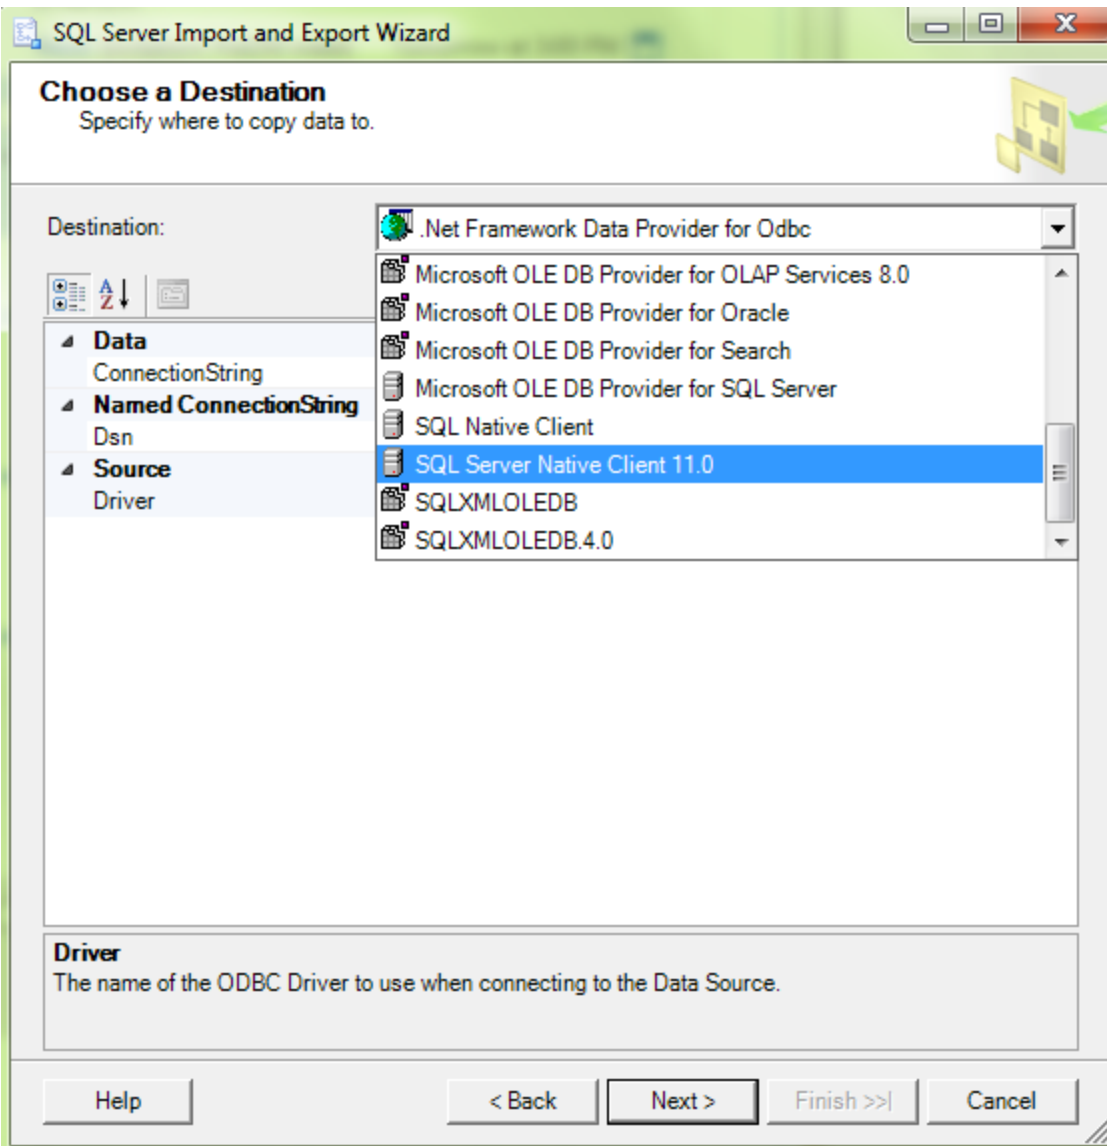 SQL Server Import and Export Wizard
Choose a Destination
Specify where to copy data to.
Destination:
.Net Framework Data Provider for Odbc
Microsoft OLE DB Provider for OLAP Services 8.0
Microsoft OLE DB Provider for Oracle
Microsoft OLE DB Provider for Search
Microsoft OLE DB Provider for SQL Server
SQL Native Client
SQL Server Native Client 11.0
SQLXMLOLEDB
SQLXMLOLEDB.4.0
Data
ConnectionString
Named ConnectionString
Dsn
Source
Driver
Driver
The name of the ODBC Driver to use when connecting to the Data Source.
Help
< Back
Next >
Finish >>|
Cancel